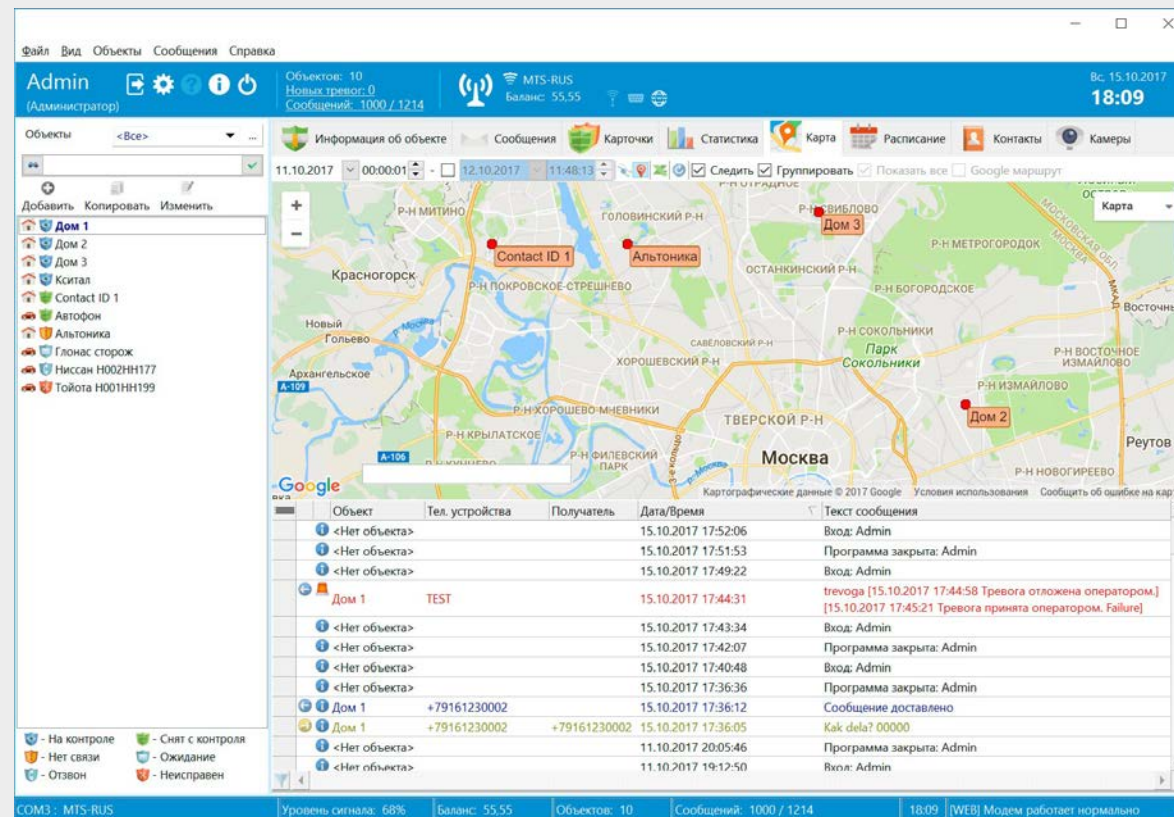 Файл Вид Объекты Сообщения Справка
Admin
(Администратор)
Объектов: 10
Новых тревог: 0
Сообщений: 1000 / 1214
MTS-RUS
Баланс: 55,55
Вс, 15.10.2017
18:09
Объекты <Все> ...
Информация об объекте Сообщения Карточки Статистика Карта Расписание Контакты Камеры
11.10.2017 00:00:01 - 12.10.2017 11:48:13 Следить Группировать Показать все Google маршрут
Добавить Копировать Изменить
Дом 1
Дом 2
Дом 3
Кситал
Contact ID 1
Автофон
Альтоника
Глонас сторож
Ниссан Н002НН177
Тойота Н001НН199
- На контроле - Снят с контроля
- Нет связи - Ожидание
- Отзвон - Неисправен
+
−
Карта
Р-Н ОТРАДНОЕ
Р-Н МИТИНО
ГОЛОВИНСКИЙ Р-Н
Р-Н СВИБЛОВО
Дом 3
МОСКОВСКАЯ ОБЛ.
МОСКВА
Р-Н МЕТРОГОРОДОК
Contact ID 1
Альтоника
Красногорск
ОСТАНКИНСКИЙ Р-Н
Р-Н ПОКРОВСКОЕ-СТРЕШНЕВО
Р-Н БОГОРОДСКОЕ
МКАД
Восточнь
Новый
Гольево
р-Москва
САВЁЛОВСКИЙ Р-Н
Р-Н СОКОЛЬНИКИ
Парк
Сокольники
ХОРОШЕВСКИЙ Р-Н
Р-Н ВОСТОЧНОЕ
ИЗМАЙЛОВО
Архангельское
A-109
Р-Н ИЗМАЙЛОВО
Р-Н ХОРОШЕВО-МНЕВНИКИ
ТВЕРСКОЙ Р-Н
Дом 2
Р-Н КРЫЛАТСКОЕ
Реутов
A-106
Р-Н КУНЦЕВО
Р-Н ФИЛЕВСКИЙ
ПАРК
3-е кольцо
р-Москва
Москва
Р-Н НОВОГИРЕЕВО
Google
Картографические данные © 2017 Google Условия использования Сообщить об ошибке на кар
Объект Тел. устройства Получатель Дата/Время Текст сообщения
<Нет объекта> 15.10.2017 17:52:06 Вход: Admin
<Нет объекта> 15.10.2017 17:51:53 Программа закрыта: Admin
<Нет объекта> 15.10.2017 17:49:22 Вход: Admin
Дом 1 TEST 15.10.2017 17:44:31 trevoga [15.10.2017 17:44:58 Тревога отложена оператором.]
[15.10.2017 17:45:21 Тревога принята оператором. Failure]
<Нет объекта> 15.10.2017 17:43:34 Вход: Admin
<Нет объекта> 15.10.2017 17:42:07 Программа закрыта: Admin
<Нет объекта> 15.10.2017 17:40:48 Вход: Admin
<Нет объекта> 15.10.2017 17:36:36 Программа закрыта: Admin
Дом 1 +79161230002 15.10.2017 17:36:12 Сообщение доставлено
Дом 1 +79161230002 +79161230002 15.10.2017 17:36:05 Kak dela? 00000
<Нет объекта> 11.10.2017 20:05:46 Программа закрыта: Admin
<Нет объекта> 11.10.2017 19:12:50 Вход: Admin
COM3 : MTS-RUS Уровень сигнала: 68% Баланс: 55,55 Объектов: 10 Сообщений: 1000 / 1214 18:09 [WEB] Модем работает нормально